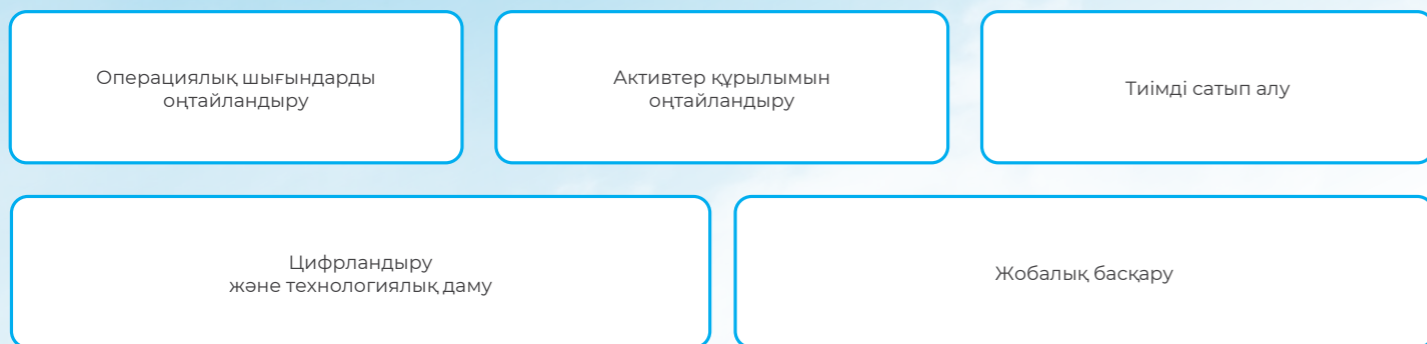 Операциялық шығындарды
оңтайландыру
Активтер құрылымын
оңтайландыру
Тиімді сатып алу
Цифрландыру
және технологиялық даму
Жобалық басқару